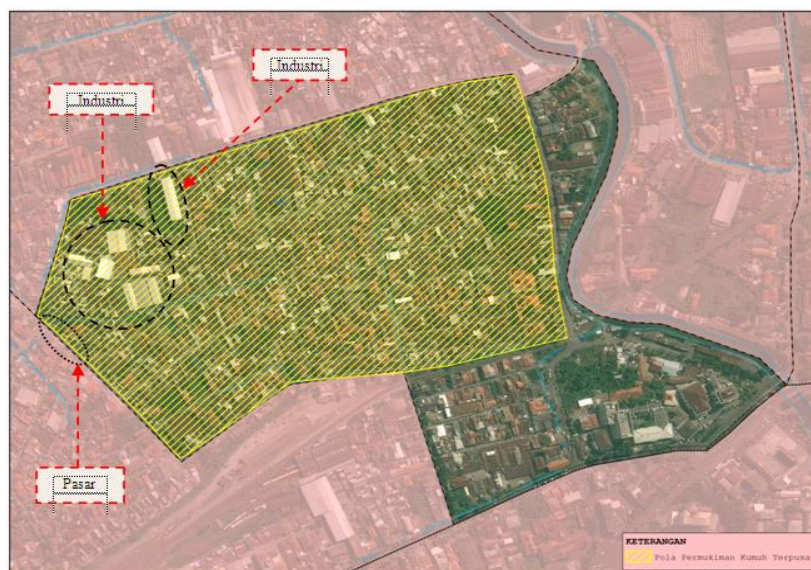 Industri
Industri
Pasar
KETERANGAN
Pola Permukiman Kumuh Terpusa